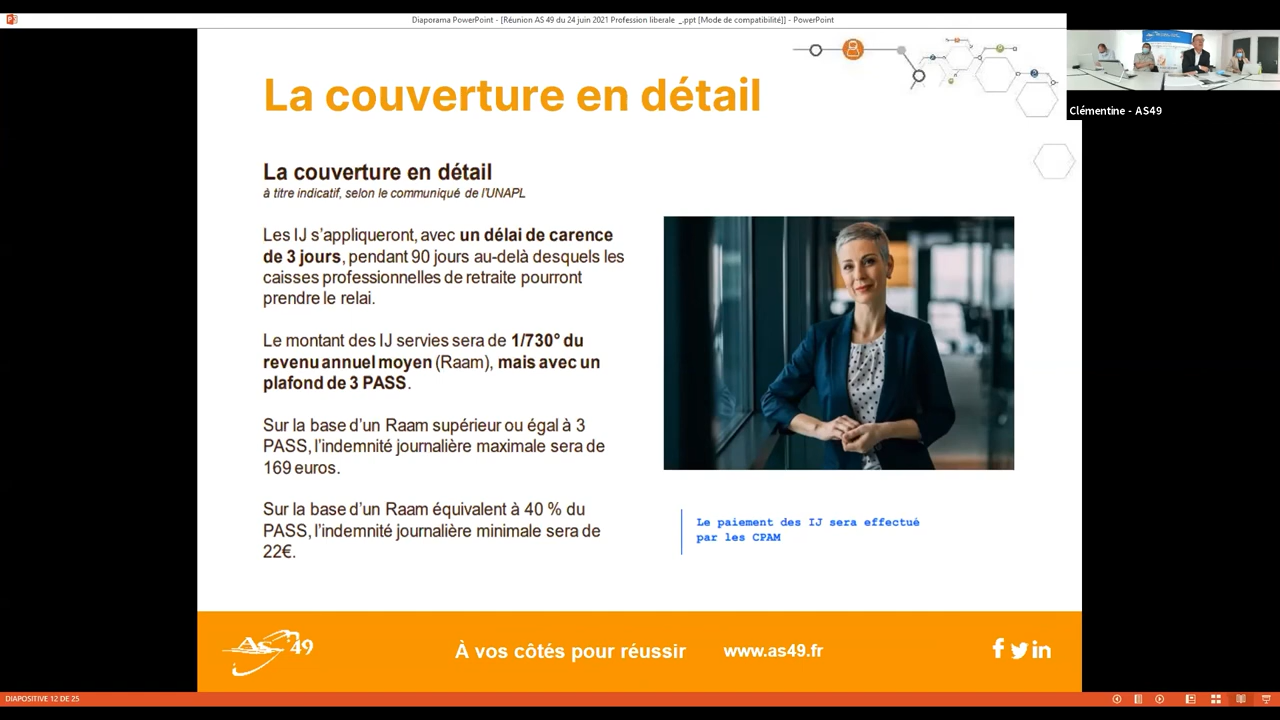 Diaporama PowerPoint - [Réunion AS 49 du 24 juin 2021 Profession liberale _.ppt [Mode de compatibilité]] - PowerPoint
La couverture en détail
Clémentine - AS49
La couverture en détail
à titre indicatif, selon le communiqué de l'UNAPL
Les IJ s'appliqueront, avec un délai de carence
de 3 jours, pendant 90 jours au-delà desquels les
caisses professionnelles de retraite pourront
prendre le relai.
Le montant des IJ servies sera de 1/730° du
revenu annuel moyen (Raam), mais avec un
plafond de 3 PASS.
Sur la base d'un Raam supérieur ou égal à 3
PASS, l'indemnité journalière maximale sera de
169 euros.
Sur la base d'un Raam équivalent à 40 % du
PASS, l'indemnité journalière minimale sera de
22€.
Le paiement des IJ sera effectué
par les CPAM
As 49
À vos côtés pour réussir
www.as49.fr
DIAPOSITIVE 12 DE 25